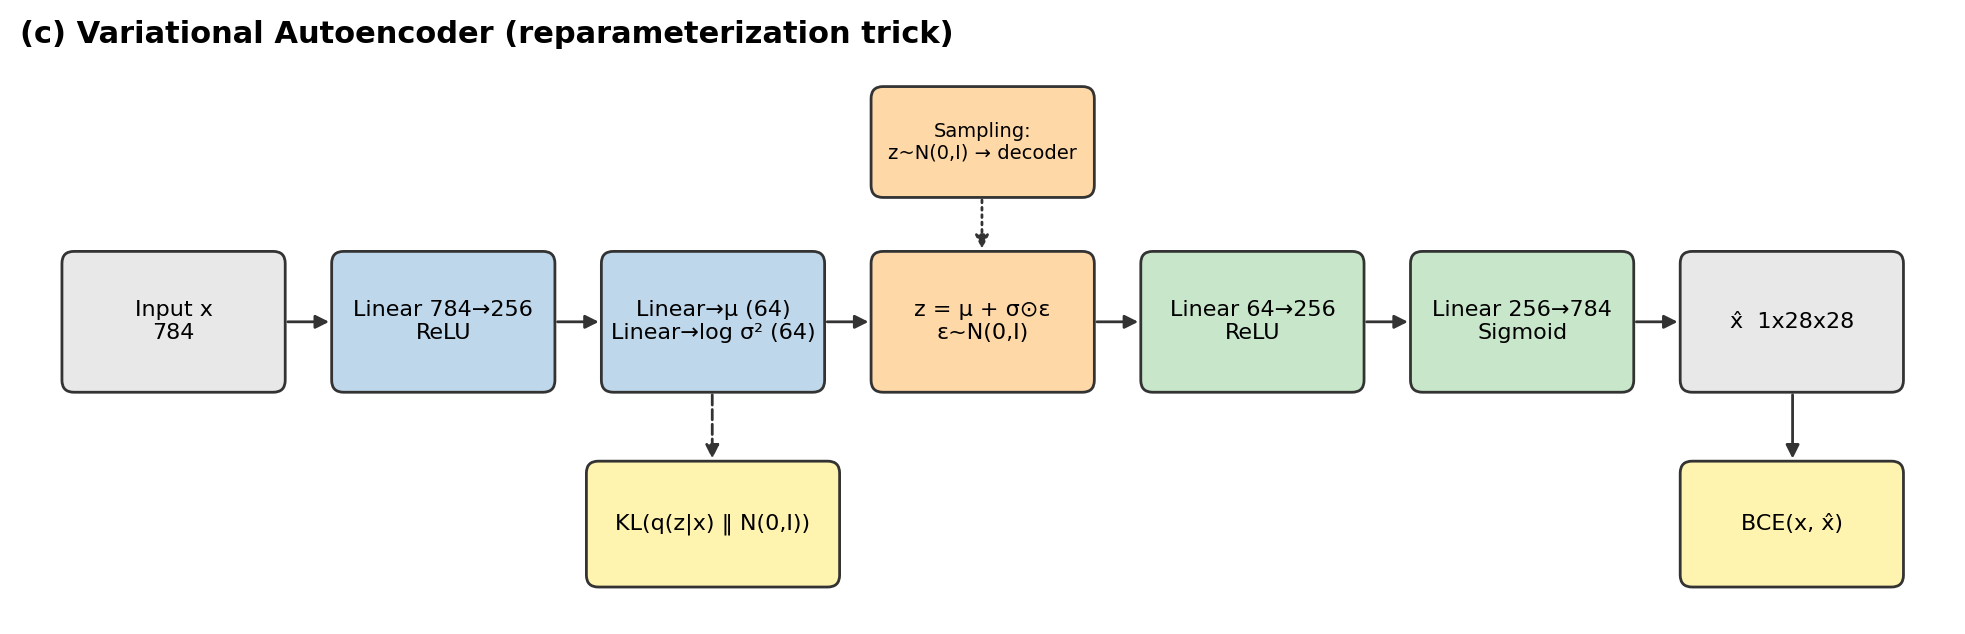 (c) Variational Autoencoder (reparameterization trick)
Sampling:
z~N(0,I) → decoder
Input x
784
Linear 784→256
ReLU
Linear→μ (64)
Linear→log σ² (64)
z = μ + σ⊙ε
ε~N(0,I)
Linear 64→256
ReLU
Linear 256→784
Sigmoid
x̂  1x28x28
KL(q(z|x) ‖ N(0,I))
BCE(x, x̂)